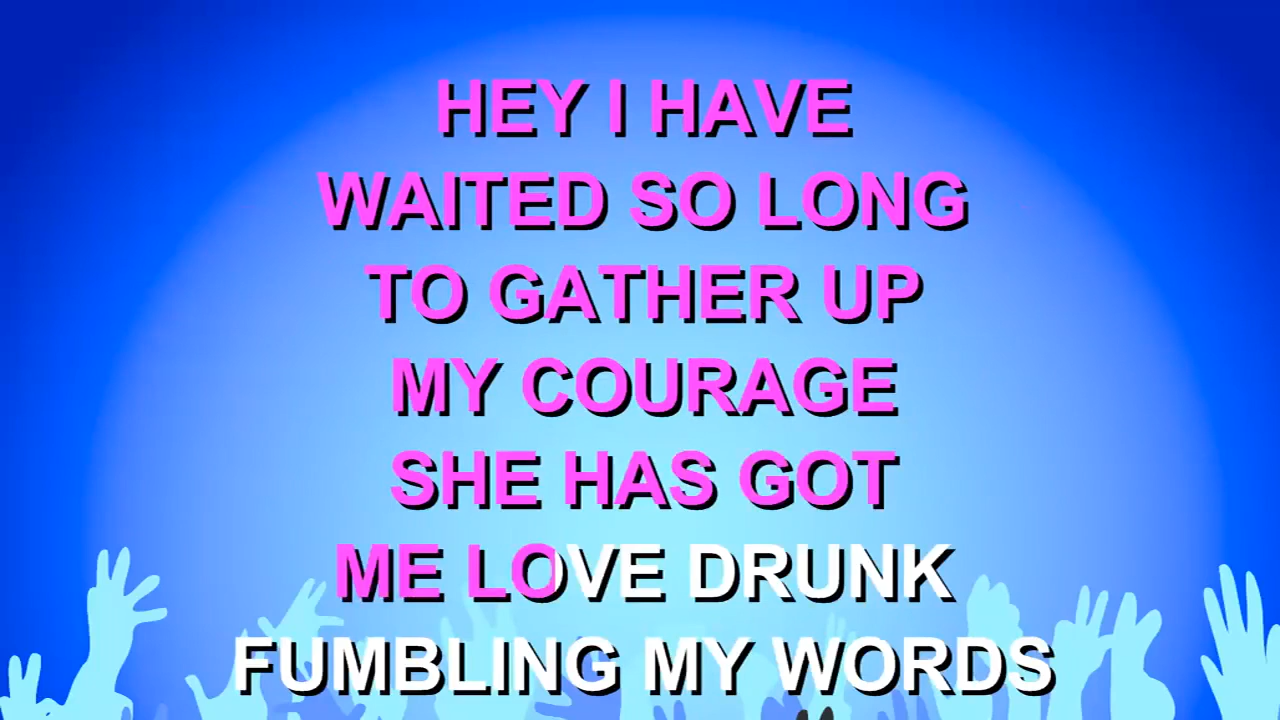 HEY I HAVE
WAITED SO LONG
TO GATHER UP
MY COURAGE
SHE HAS GOT
ME LOVE DRUNK
FUMBLING MY WORDS